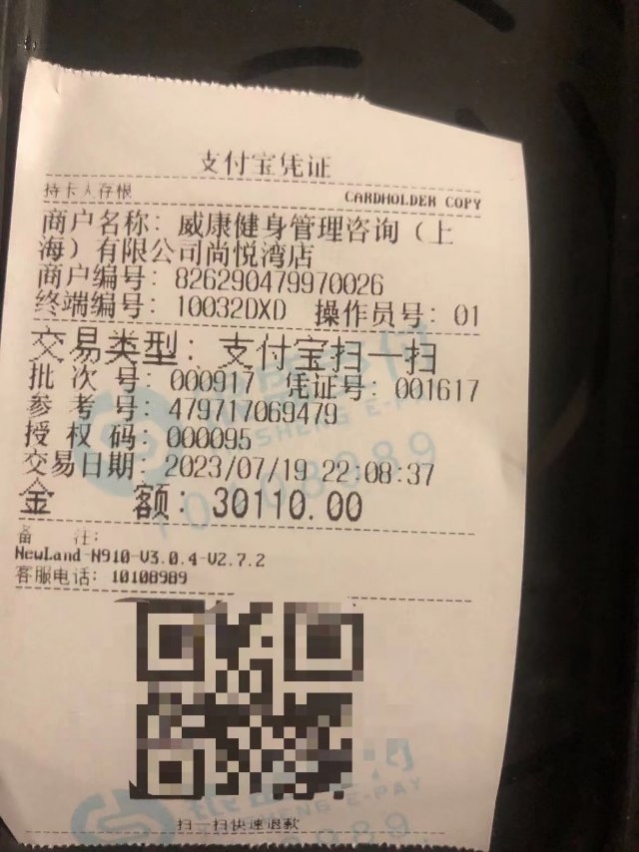 支付宝凭证
持卡人存根 CARDHOLDER COPY
商户名称：威康健身管理咨询（上
海）有限公司尚悦湾店
商户编号：826290479970026
终端编号：10032DXD 操作员号：01
交易类型：支付宝扫一扫
批 次 号：000917 凭证号：001617
参 考 号：479717069479
授 权 码：000095
交易日期：2023/07/19 22:08:37
金 额：30110.00
备 注：
NewLand-N910-V3.0.4-V2.7.2
客服电话：10108989
E-PAY
扫一扫快速退款